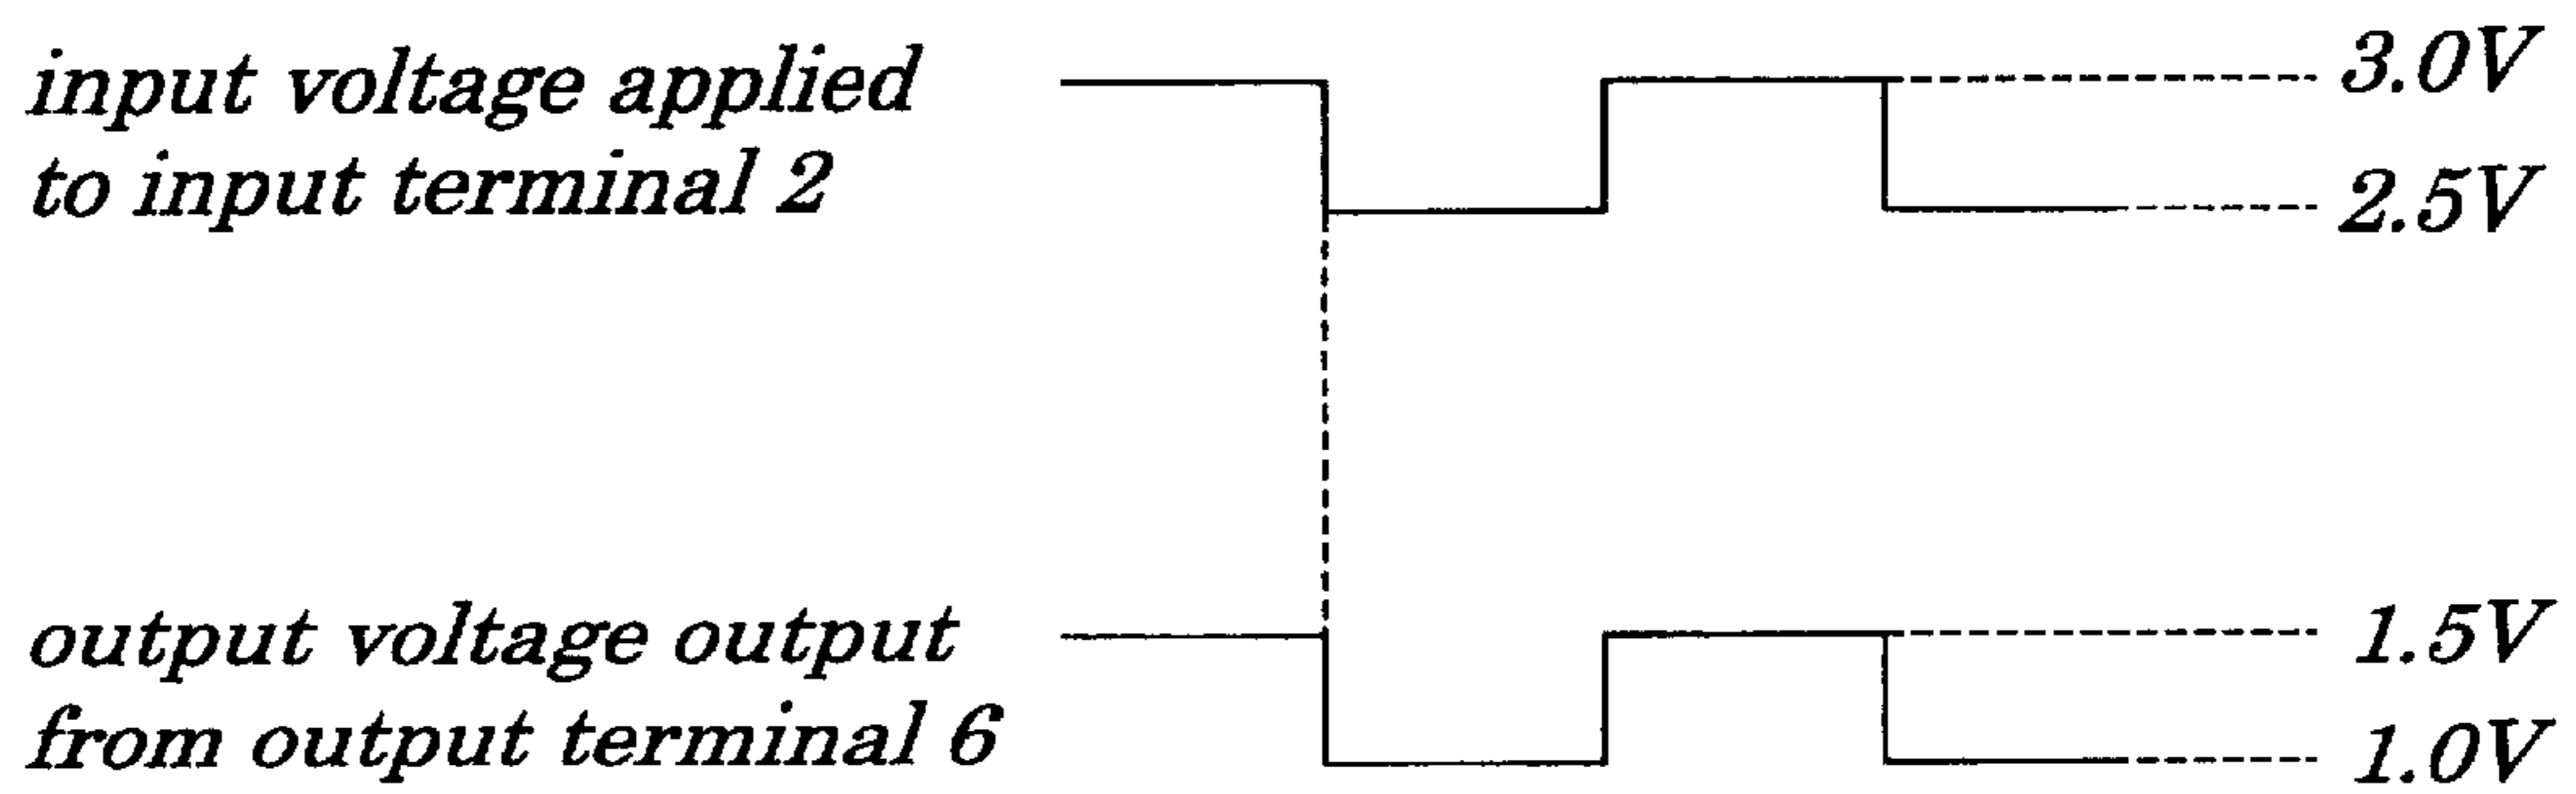 input voltage applied
to input terminal 2
3.0V
2.5V
output voltage output
from output terminal 6
1.5V
1.0V